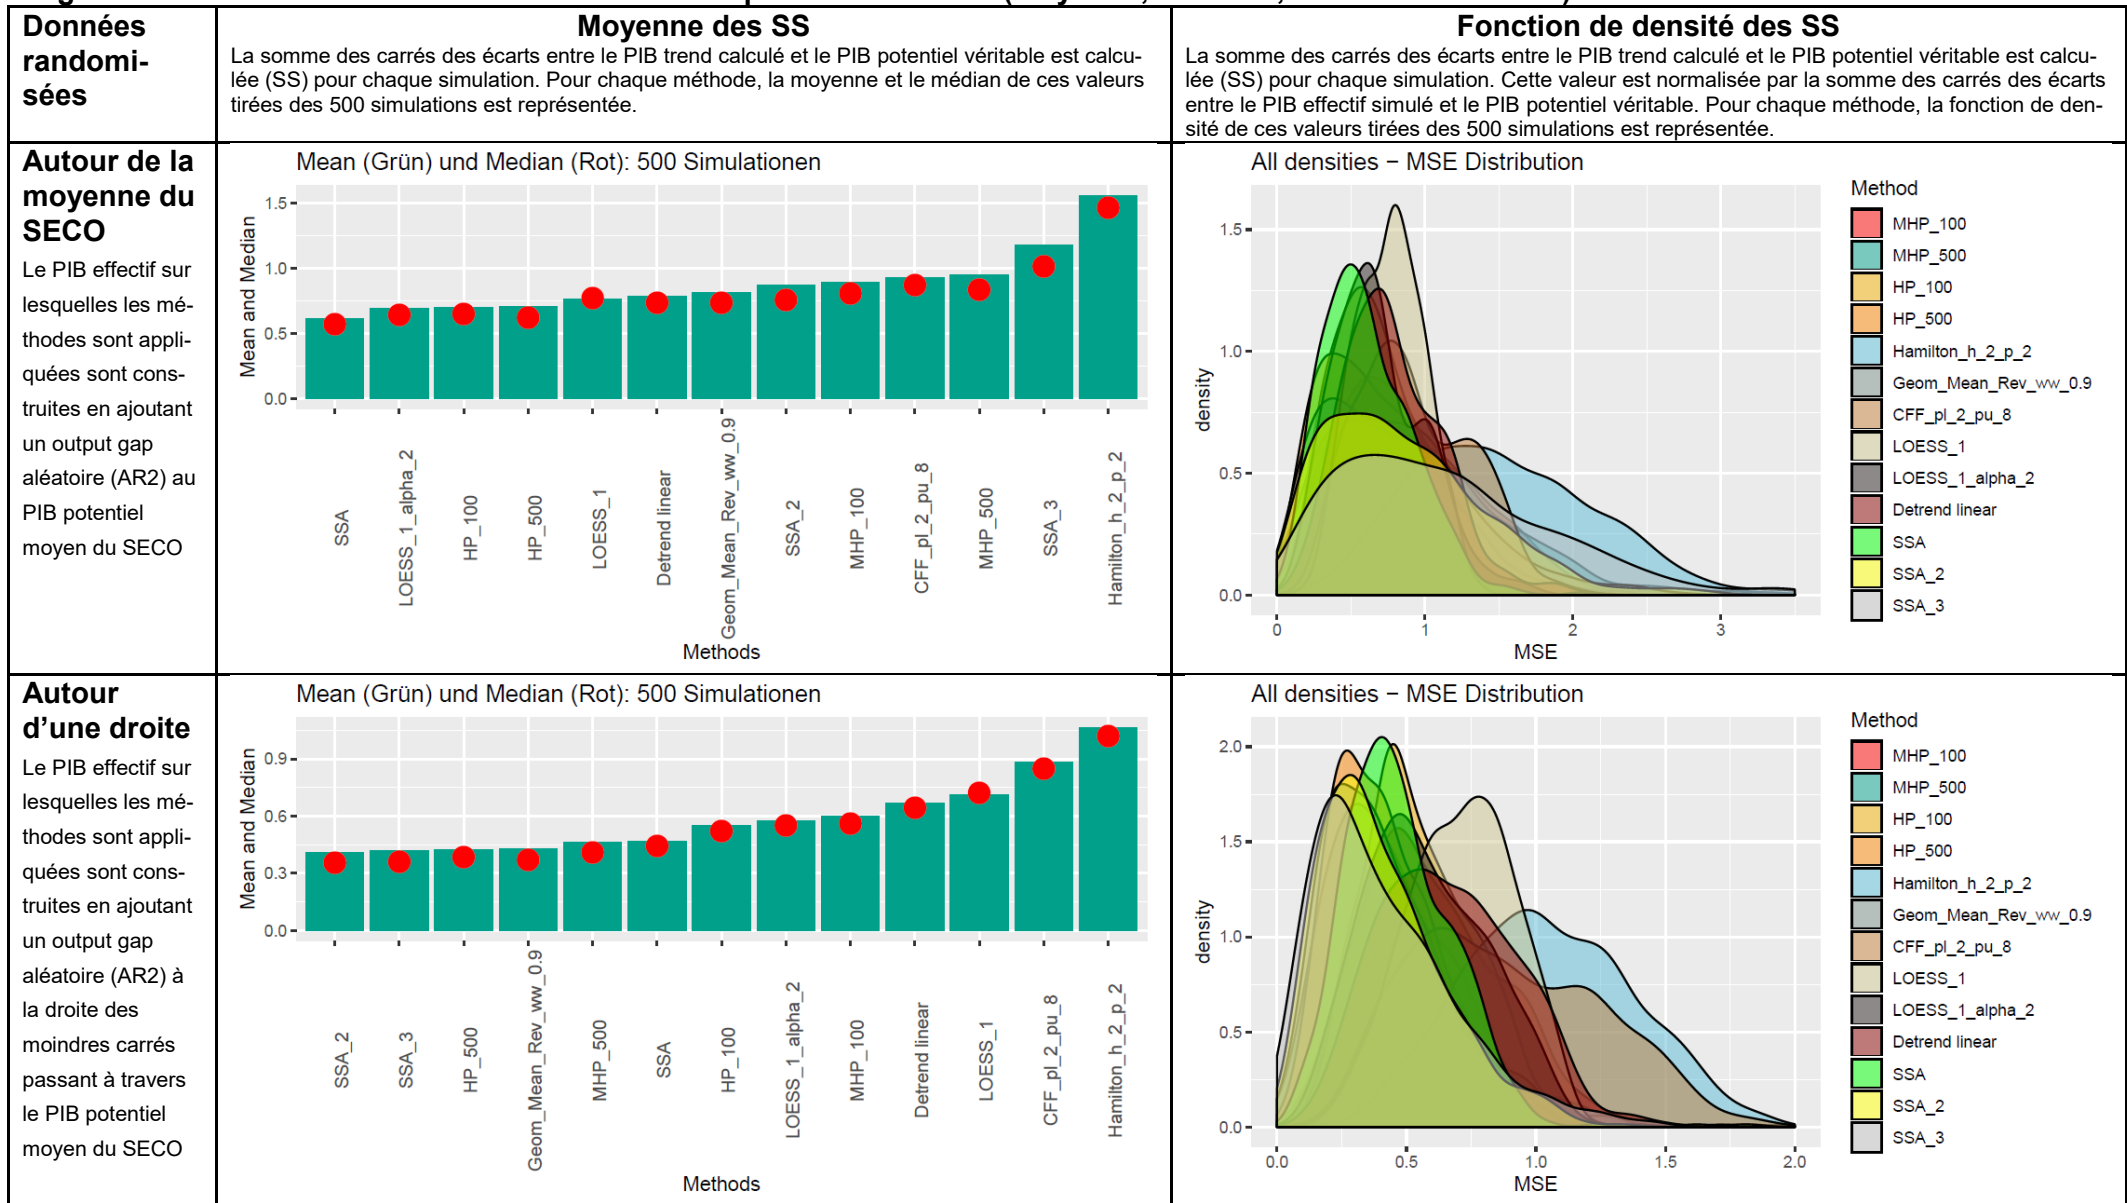 Données
randomi-
sées
Moyenne des SS
La somme des carrés des écarts entre le PIB trend calculé et le PIB potentiel véritable est calcu-
lée (SS) pour chaque simulation. Pour chaque méthode, la moyenne et le médian de ces valeurs
tirées des 500 simulations est représentée.
Fonction de densité des SS
La somme des carrés des écarts entre le PIB trend calculé et le PIB potentiel véritable est calcu-
lée (SS) pour chaque simulation. Cette valeur est normalisée par la somme des carrés des écarts
entre le PIB effectif simulé et le PIB potentiel véritable. Pour chaque méthode, la fonction de den-
sité de ces valeurs tirées des 500 simulations est représentée.
Autour de la
moyenne du
SECO
Le PIB effectif sur
lesquelles les mé-
thodes sont appli-
quées sont cons-
truites en ajoutant
un output gap
aléatoire (AR2) au
PIB potentiel
moyen du SECO
Mean (Grün) und Median (Rot): 500 Simulationen
Mean and Median
1.5
1.0
0.5
0.0
SSA
LOESS_1_alpha_2
HP_100
HP_500
LOESS_1
Detrend linear
Geom_Mean_Rev_ww_0.9
SSA_2
MHP_100
CFF_pl_2_pu_8
MHP_500
SSA_3
Hamilton_h_2_p_2
Methods
All densities − MSE Distribution
density
1.5
1.0
0.5
0.0
0
1
2
3
MSE
Method
MHP_100
MHP_500
HP_100
HP_500
Hamilton_h_2_p_2
Geom_Mean_Rev_ww_0.9
CFF_pl_2_pu_8
LOESS_1
LOESS_1_alpha_2
Detrend linear
SSA
SSA_2
SSA_3
Autour
d’une droite
Le PIB effectif sur
lesquelles les mé-
thodes sont appli-
quées sont cons-
truites en ajoutant
un output gap
aléatoire (AR2) à
la droite des
moindres carrés
passant à travers
le PIB potentiel
moyen du SECO
Mean (Grün) und Median (Rot): 500 Simulationen
Mean and Median
0.9
0.6
0.3
0.0
SSA_2
SSA_3
HP_500
Geom_Mean_Rev_ww_0.9
MHP_500
SSA
HP_100
LOESS_1_alpha_2
MHP_100
Detrend linear
LOESS_1
CFF_pl_2_pu_8
Hamilton_h_2_p_2
Methods
All densities − MSE Distribution
density
2.0
1.5
1.0
0.5
0.0
0.0
0.5
1.0
1.5
2.0
MSE
Method
MHP_100
MHP_500
HP_100
HP_500
Hamilton_h_2_p_2
Geom_Mean_Rev_ww_0.9
CFF_pl_2_pu_8
LOESS_1
LOESS_1_alpha_2
Detrend linear
SSA
SSA_2
SSA_3